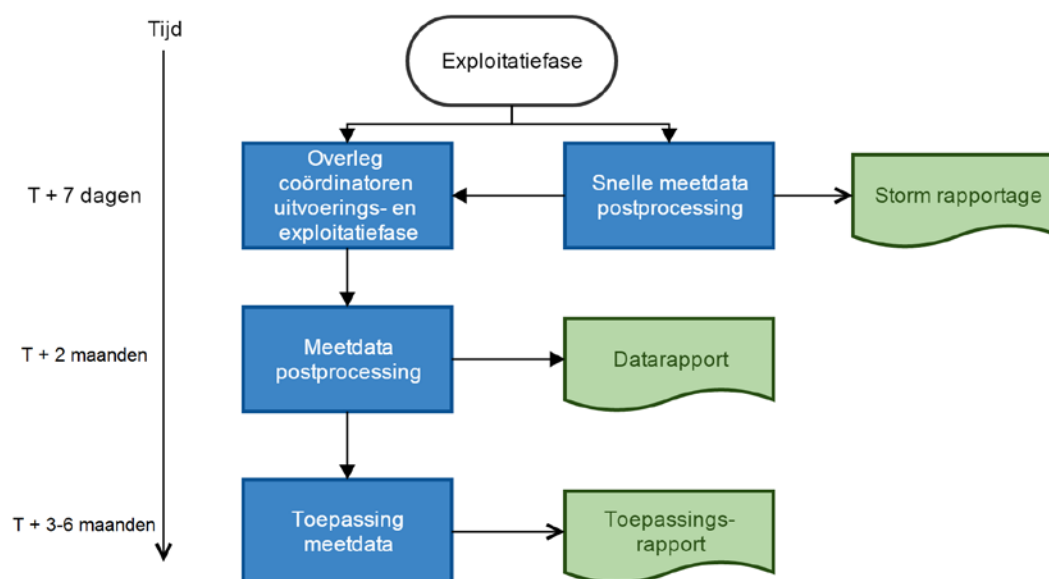 Tijd
Exploitatiefase
T + 7 dagen
Overleg
coördinatoren
uitvoerings- en
exploitatiefase
Snelle meetdata
postprocessing
Storm rapportage
T + 2 maanden
Meetdata
postprocessing
Datarapport
T + 3-6 maanden
Toepassing
meetdata
Toepassings-
rapport